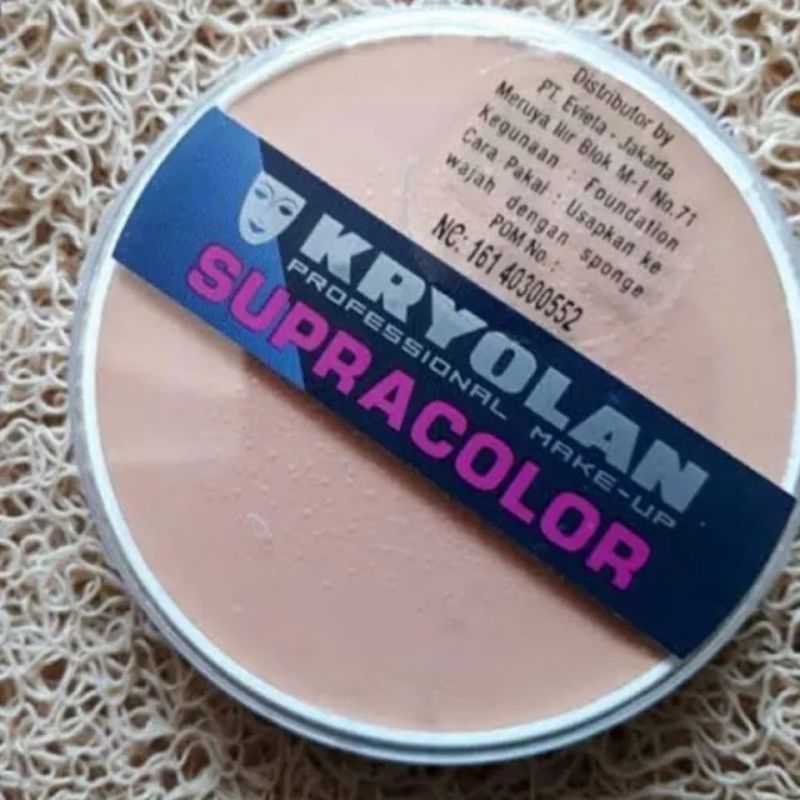 Distributor by
PT. Evieta - Jakarta
Meruya Ilir Blok M-1 No.71
Kegunaan : Foundation
Cara Pakai : Usapkan ke
wajah dengan sponge
POM No. :
NC. 161 40300552
KRYOLAN
PROFESSIONAL MAKE-UP
SUPRACOLOR